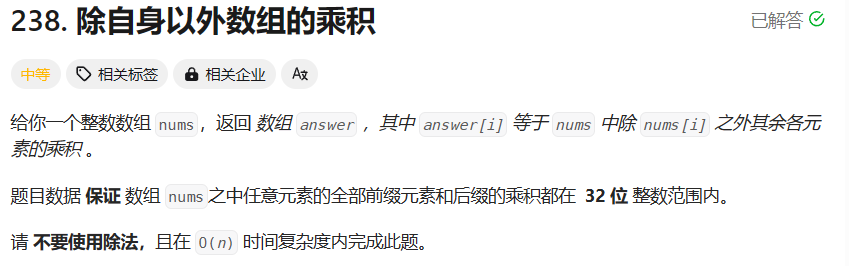 238. 除自身以外数组的乘积
已解答
中等 相关标签 相关企业
给你一个整数数组 nums，返回 数组 answer ，其中 answer[i] 等于 nums 中除 nums[i] 之外其余各元
素的乘积 。
题目数据 保证 数组 nums之中任意元素的全部前缀元素和后缀的乘积都在 32 位 整数范围内。
请 不要使用除法，且在 O(n) 时间复杂度内完成此题。